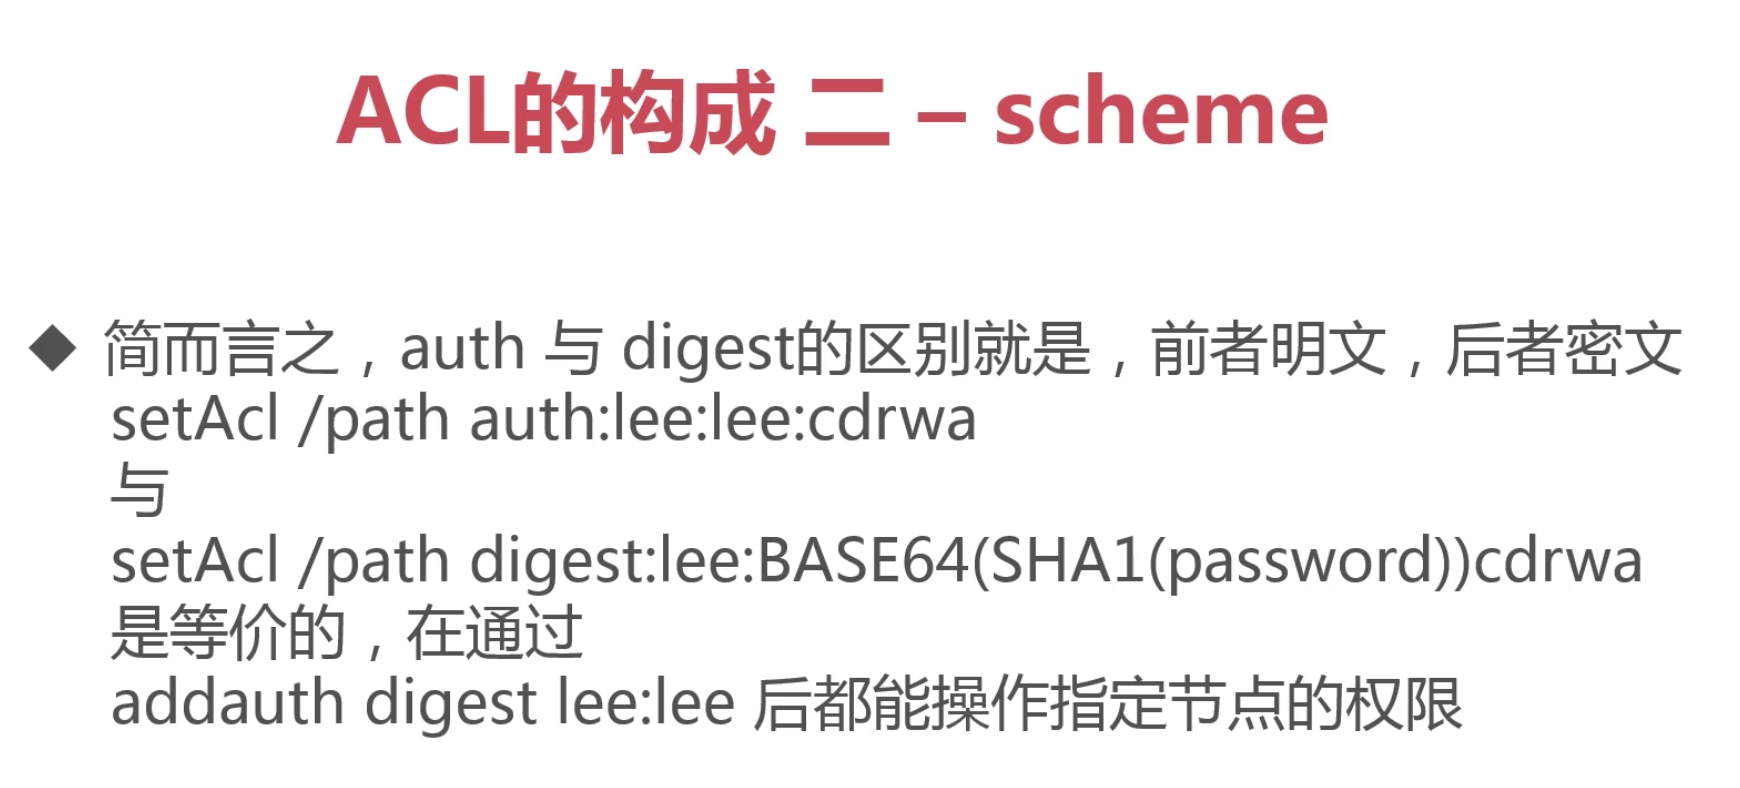 ACL的构成 二 – scheme
◆ 简而言之，auth 与 digest的区别就是，前者明文，后者密文
setAcl /path auth:lee:lee:cdrwa
与
setAcl /path digest:lee:BASE64(SHA1(password))cdrwa
是等价的，在通过
addauth digest lee:lee 后都能操作指定节点的权限